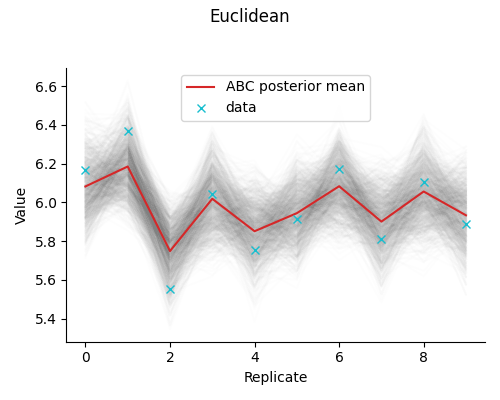 Euclidean
ABC posterior mean
data
6.6
6.4
6.2
6.0
5.8
5.6
5.4
Value
0
2
4
6
8
Replicate